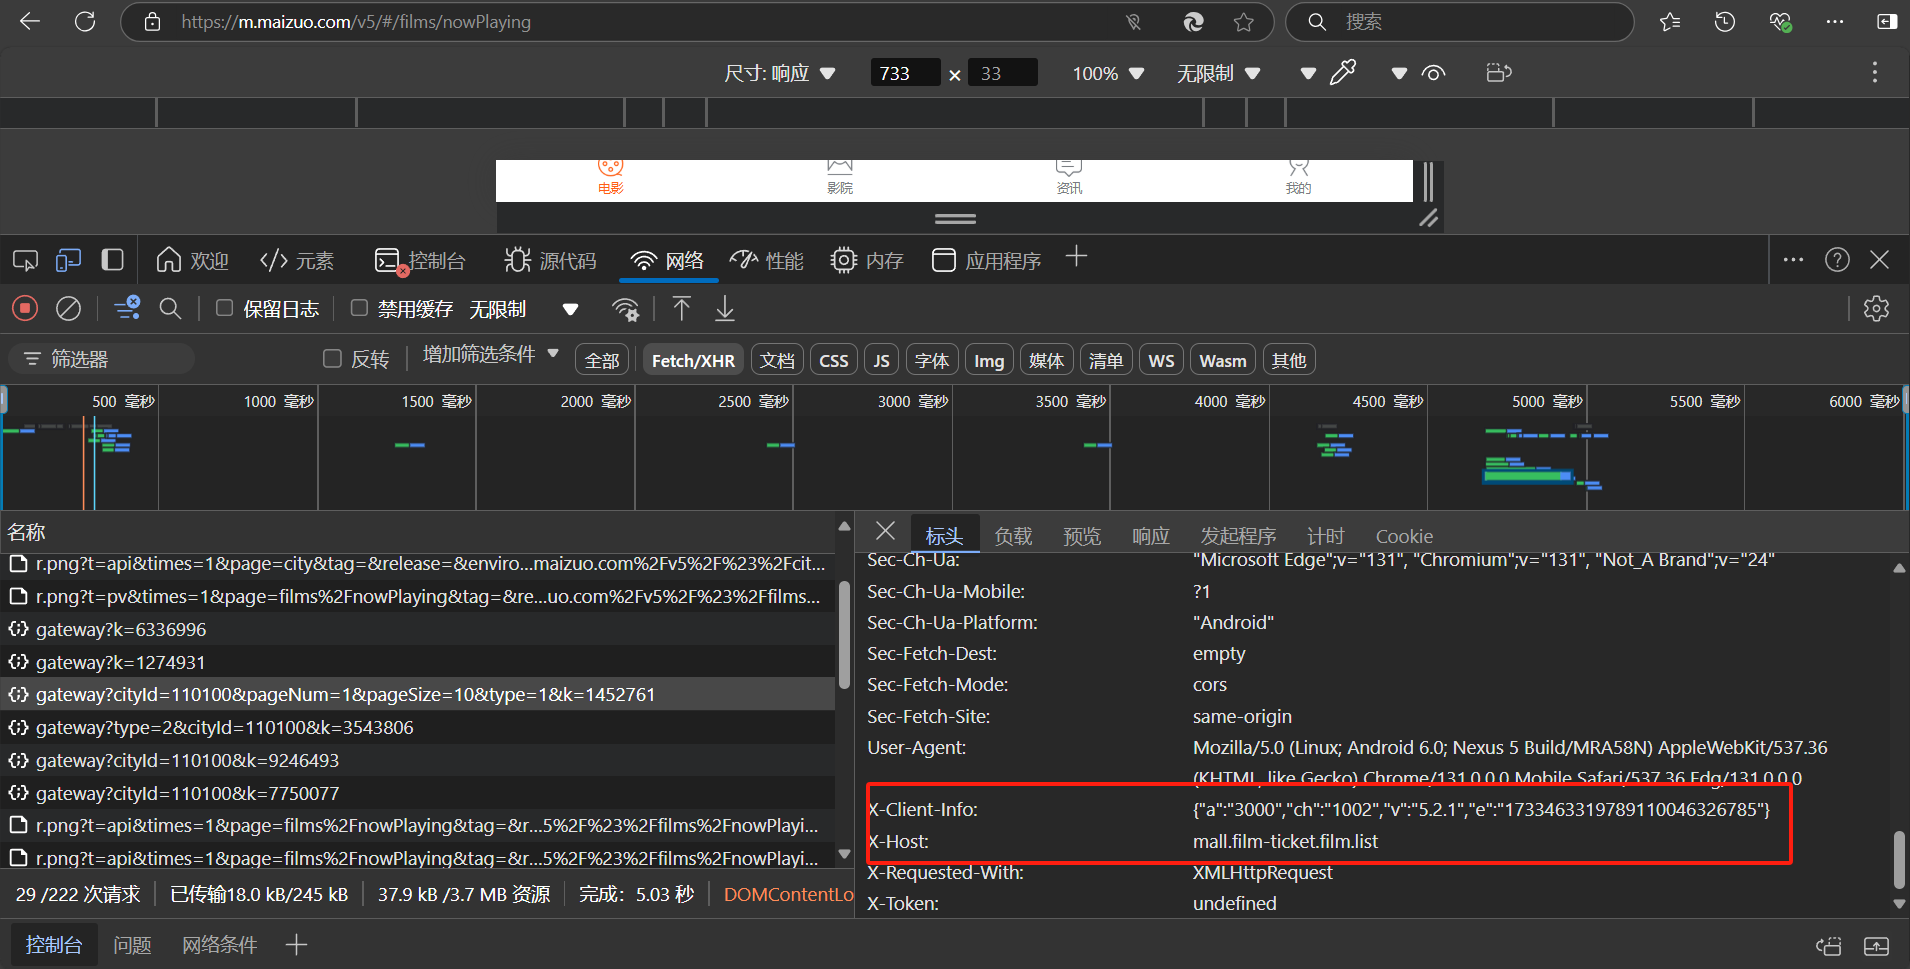 https://m.maizuo.com/v5/#/films/nowPlaying
搜索
尺寸: 响应
733 × 33
100%
无限制
电影
影院
资讯
我的
欢迎
元素
控制台
源代码
网络
性能
内存
应用程序
保留日志
禁用缓存
无限制
筛选器
反转
增加筛选条件
全部
Fetch/XHR
文档
CSS
JS
字体
Img
媒体
清单
WS
Wasm
其他
500 毫秒
1000 毫秒
1500 毫秒
2000 毫秒
2500 毫秒
3000 毫秒
3500 毫秒
4000 毫秒
4500 毫秒
5000 毫秒
5500 毫秒
6000 毫秒
名称
r.png?t=api&times=1&page=city&tag=&release=&enviro...maizuo.com%2Fv5%2F%23%2Fcit...
r.png?t=pv&times=1&page=films%2FnowPlaying&tag=&re...uo.com%2Fv5%2F%23%2Ffilms...
gateway?k=6336996
gateway?k=1274931
gateway?cityId=110100&pageNum=1&pageSize=10&type=1&k=1452761
gateway?type=2&cityId=110100&k=3543806
gateway?cityId=110100&k=9246493
gateway?cityId=110100&k=7750077
r.png?t=api&times=1&page=films%2FnowPlaying&tag=&r...5%2F%23%2Ffilms%2FnowPlayi...
r.png?t=api&times=1&page=films%2FnowPlaying&tag=&r...5%2F%23%2Ffilms%2FnowPlayi...
标头
负载
预览
响应
发起程序
计时
Cookie
Sec-Ch-Ua: "Microsoft Edge";v="131", "Chromium";v="131", "Not_A Brand";v="24"
Sec-Ch-Ua-Mobile: ?1
Sec-Ch-Ua-Platform: "Android"
Sec-Fetch-Dest: empty
Sec-Fetch-Mode: cors
Sec-Fetch-Site: same-origin
User-Agent: Mozilla/5.0 (Linux; Android 6.0; Nexus 5 Build/MRA58N) AppleWebKit/537.36
(KHTML, like Gecko) Chrome/131.0.0.0 Mobile Safari/537.36 Edg/131.0.0.0
X-Client-Info: {"a":"3000","ch":"1002","v":"5.2.1","e":"1733463319789110046326785"}
X-Host: mall.film-ticket.film.list
X-Requested-With: XMLHttpRequest
X-Token: undefined
29 /222 次请求
已传输18.0 kB/245 kB
37.9 kB /3.7 MB 资源
完成: 5.03 秒
DOMContentLo
控制台
问题
网络条件